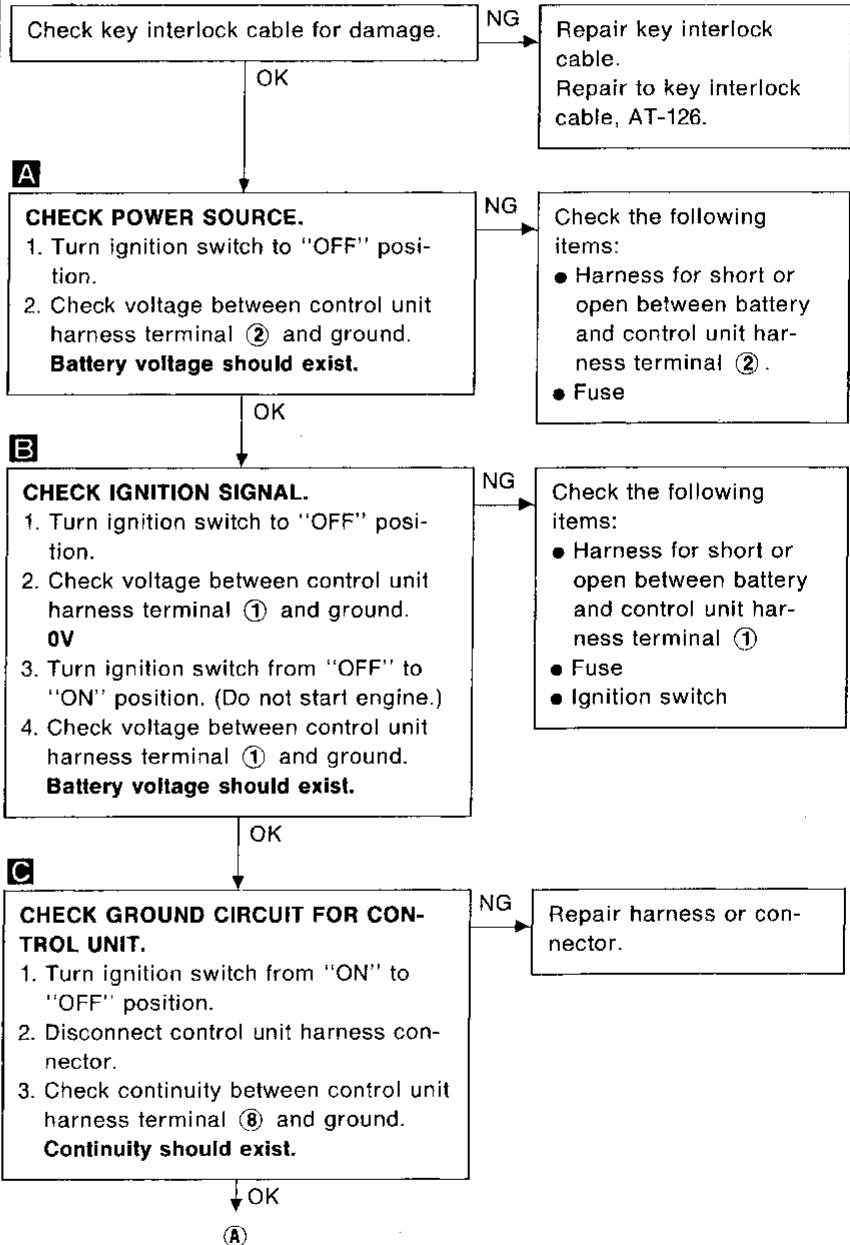 Check key interlock cable for damage.
NG
Repair key interlock
cable.
Repair to key interlock
cable, AT-126.
OK
A
CHECK POWER SOURCE.
1. Turn ignition switch to "OFF" posi-
tion.
2. Check voltage between control unit
harness terminal ② and ground.
Battery voltage should exist.
NG
Check the following
items:
● Harness for short or
open between battery
and control unit har-
ness terminal ② .
● Fuse
OK
B
CHECK IGNITION SIGNAL.
1. Turn ignition switch to "OFF" posi-
tion.
2. Check voltage between control unit
harness terminal ① and ground.
0V
3. Turn ignition switch from "OFF" to
"ON" position. (Do not start engine.)
4. Check voltage between control unit
harness terminal ① and ground.
Battery voltage should exist.
NG
Check the following
items:
● Harness for short or
open between battery
and control unit har-
ness terminal ①
● Fuse
● Ignition switch
OK
C
CHECK GROUND CIRCUIT FOR CON-
TROL UNIT.
1. Turn ignition switch from "ON" to
"OFF" position.
2. Disconnect control unit harness con-
nector.
3. Check continuity between control unit
harness terminal ⑧ and ground.
Continuity should exist.
NG
Repair harness or con-
nector.
OK
Ⓐ